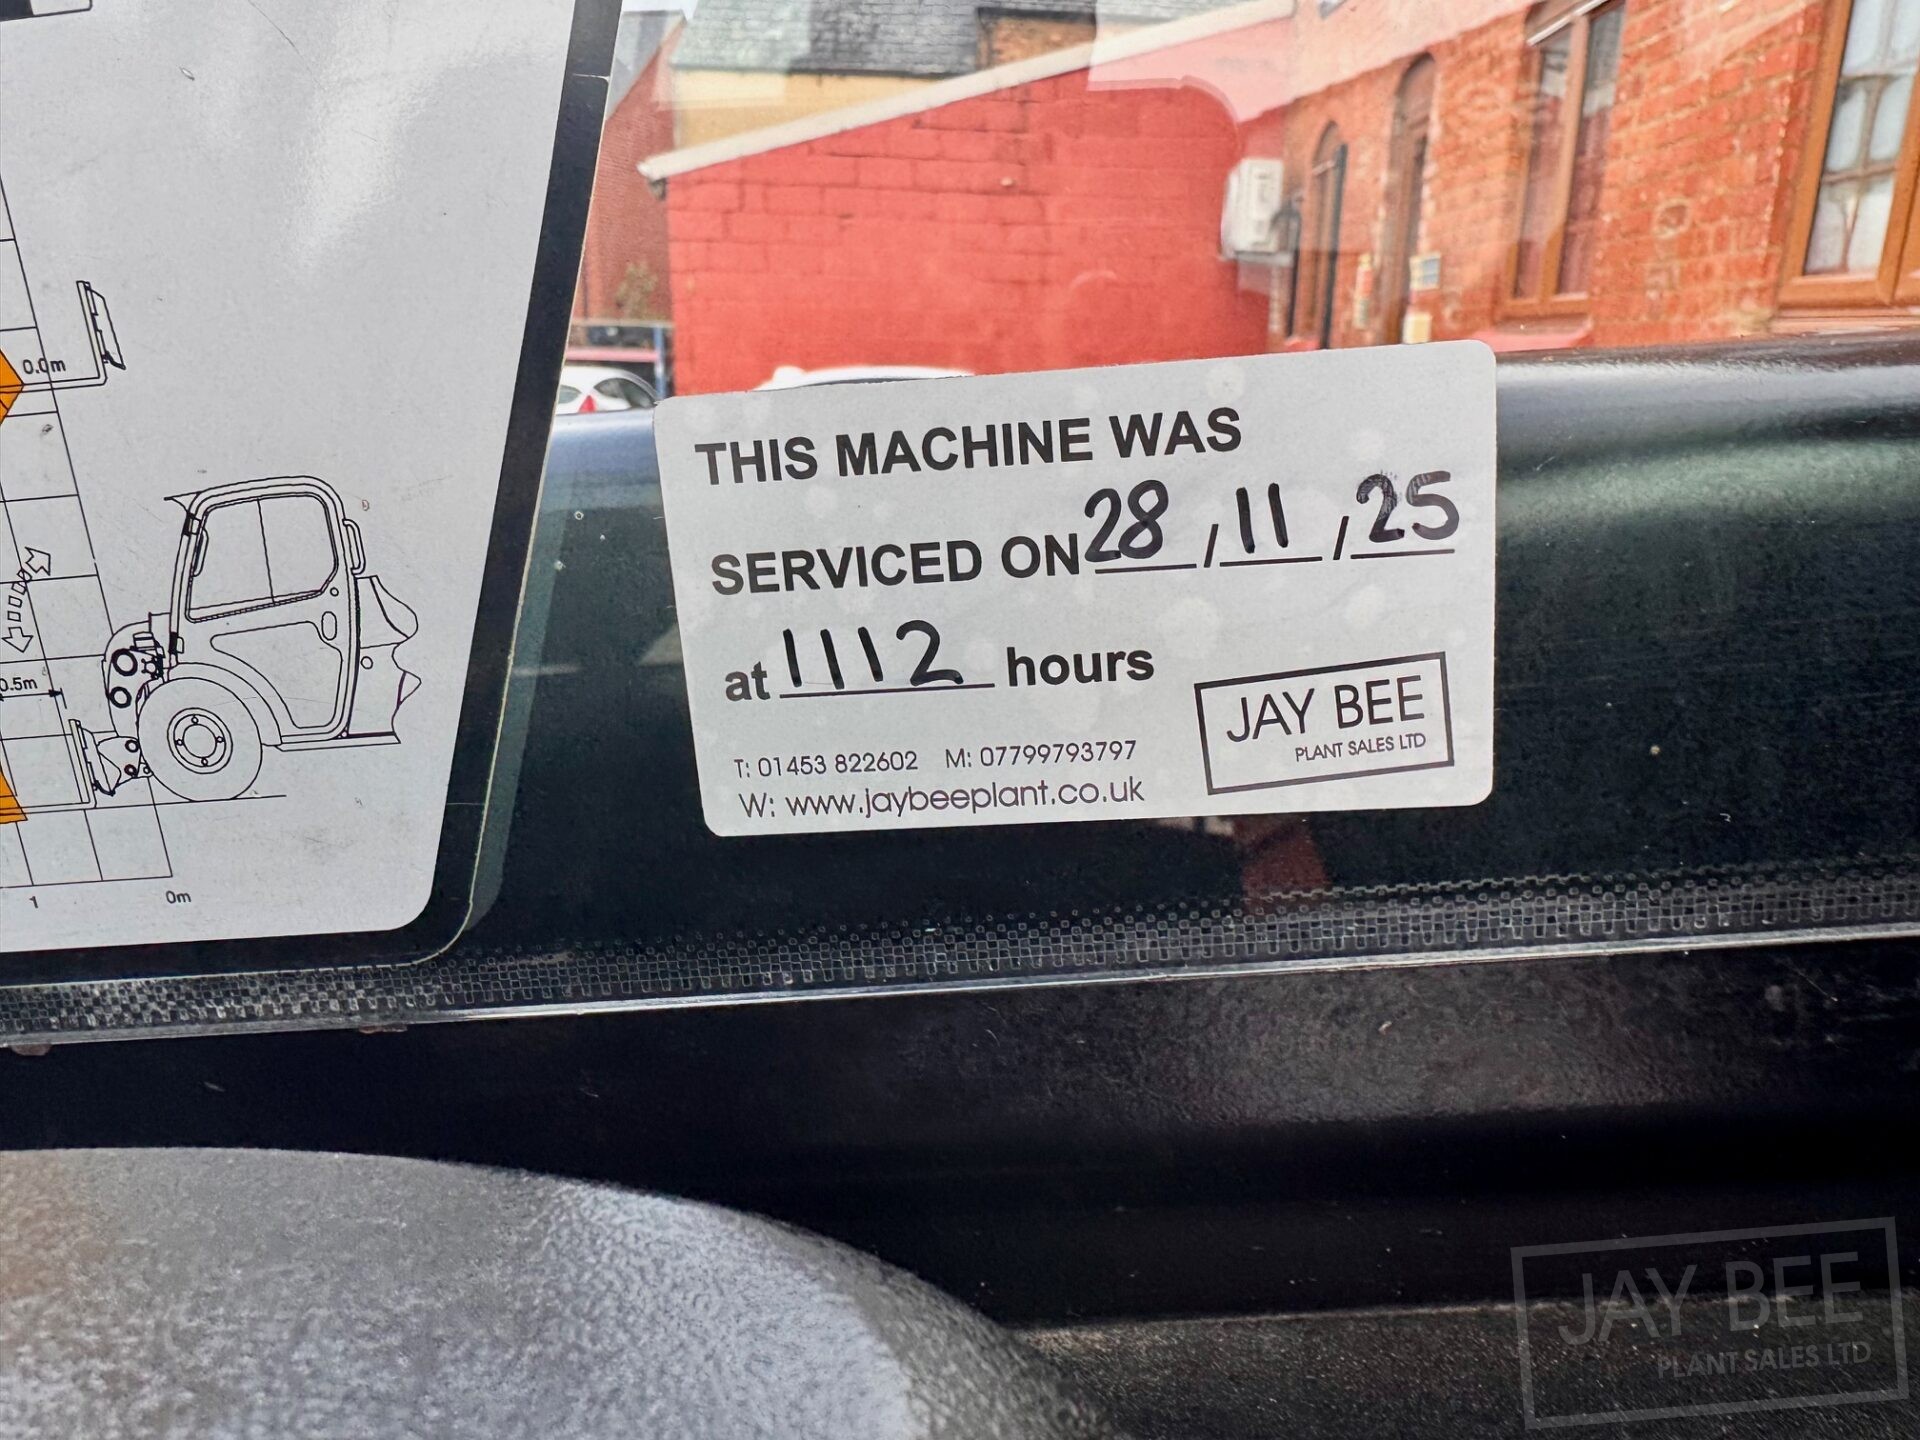 0.0m
0.5m
1
0m
THIS MACHINE WAS
SERVICED ON 28 / 11 / 25
at 1112 hours
T: 01453 822602 M: 07799793797
W: www.jaybeeplant.co.uk
JAY BEE
PLANT SALES LTD
JAY BEE
PLANT SALES LTD